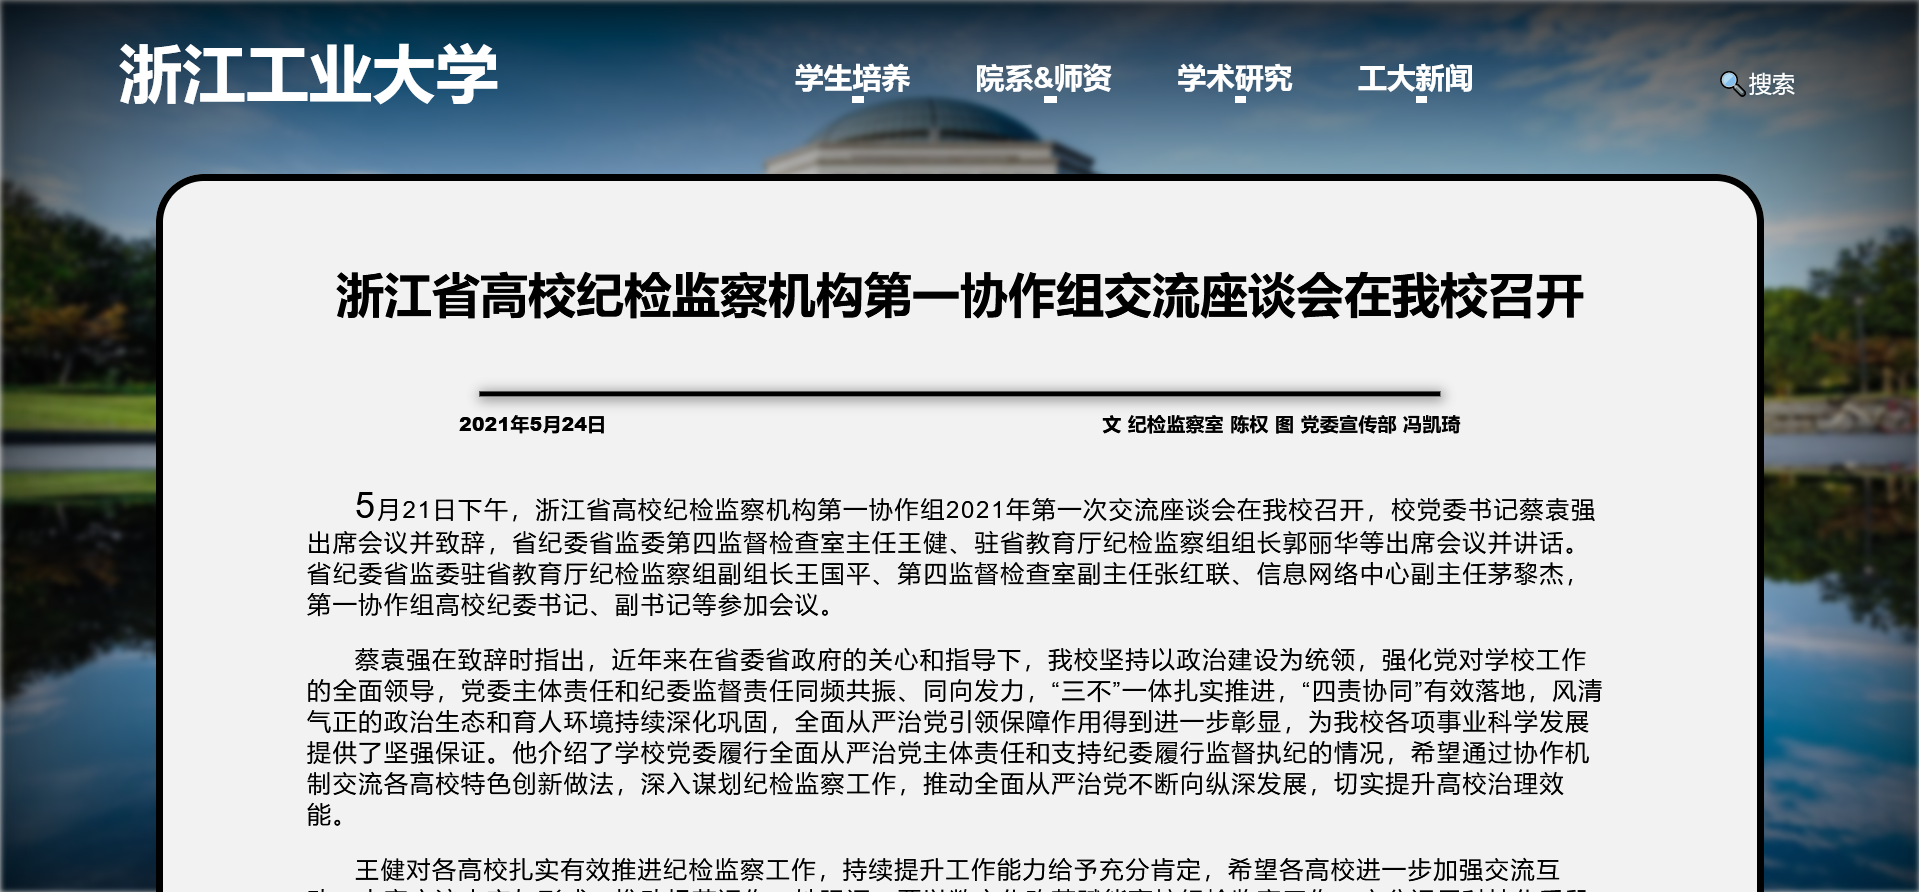 浙江工业大学
学生培养 院系&师资 学术研究 工大新闻 搜索
浙江省高校纪检监察机构第一协作组交流座谈会在我校召开
2021年5月24日 文 纪检监察室 陈权 图 党委宣传部 冯凯琦
5月21日下午，浙江省高校纪检监察机构第一协作组2021年第一次交流座谈会在我校召开，校党委书记蔡袁强
出席会议并致辞，省纪委省监委第四监督检查室主任王健、驻省教育厅纪检监察组组长郭丽华等出席会议并讲话。
省纪委省监委驻省教育厅纪检监察组副组长王国平、第四监督检查室副主任张红联、信息网络中心副主任茅黎杰，
第一协作组高校纪委书记、副书记等参加会议。
蔡袁强在致辞时指出，近年来在省委省政府的关心和指导下，我校坚持以政治建设为统领，强化党对学校工作
的全面领导，党委主体责任和纪委监督责任同频共振、同向发力，“三不”一体扎实推进，“四责协同”有效落地，风清
气正的政治生态和育人环境持续深化巩固，全面从严治党引领保障作用得到进一步彰显，为我校各项事业科学发展
提供了坚强保证。他介绍了学校党委履行全面从严治党主体责任和支持纪委履行监督执纪的情况，希望通过协作机
制交流各高校特色创新做法，深入谋划纪检监察工作，推动全面从严治党不断向纵深发展，切实提升高校治理效
能。
王健对各高校扎实有效推进纪检监察工作，持续提升工作能力给予充分肯定，希望各高校进一步加强交流互